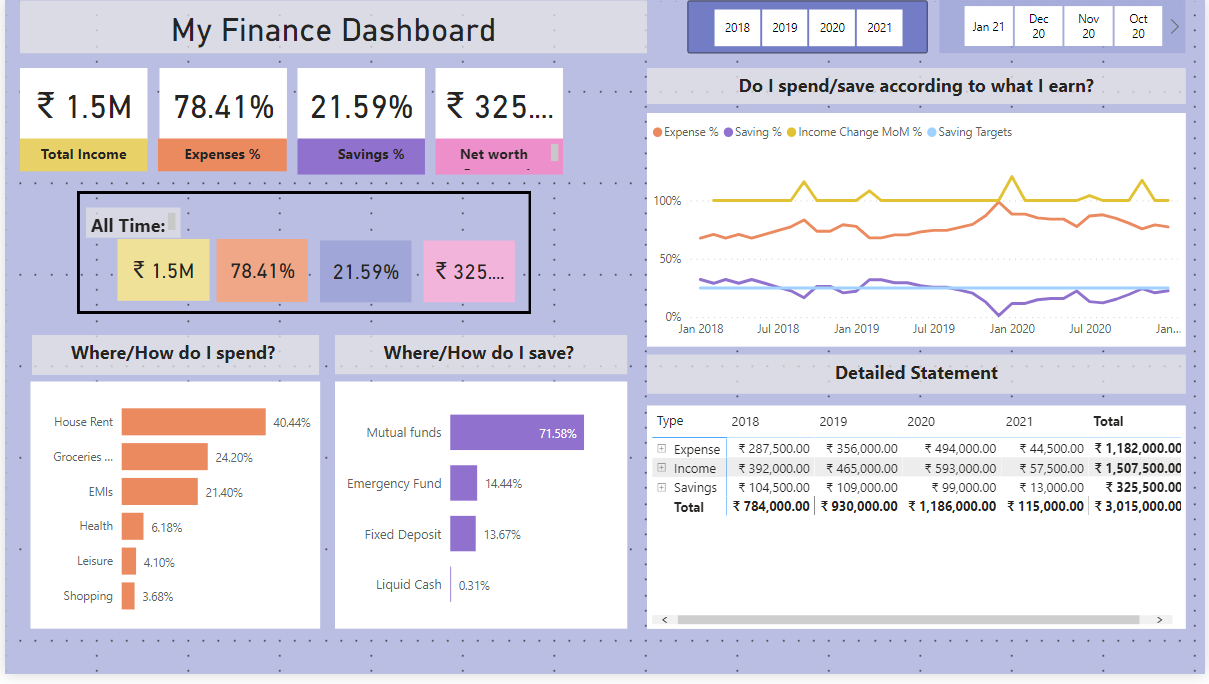 My Finance Dashboard
2018 2019 2020 2021
Jan 21 Dec 20 Nov 20 Oct 20
₹ 1.5M 78.41% 21.59% ₹ 325....
Total Income Expenses % Savings % Net worth
All Time:
₹ 1.5M 78.41% 21.59% ₹ 325....
Where/How do I spend?
House Rent 40.44%
Groceries ... 24.20%
EMIs 21.40%
Health 6.18%
Leisure 4.10%
Shopping 3.68%
Where/How do I save?
Mutual funds 71.58%
Emergency Fund 14.44%
Fixed Deposit 13.67%
Liquid Cash 0.31%
Do I spend/save according to what I earn?
Expense % Saving % Income Change MoM % Saving Targets
100%
50%
0%
Jan 2018 Jul 2018 Jan 2019 Jul 2019 Jan 2020 Jul 2020 Jan...
Detailed Statement
Type 2018 2019 2020 2021 Total
Expense ₹ 287,500.00 ₹ 356,000.00 ₹ 494,000.00 ₹ 44,500.00 ₹ 1,182,000.00
Income ₹ 392,000.00 ₹ 465,000.00 ₹ 593,000.00 ₹ 57,500.00 ₹ 1,507,500.00
Savings ₹ 104,500.00 ₹ 109,000.00 ₹ 99,000.00 ₹ 13,000.00 ₹ 325,500.00
Total ₹ 784,000.00 ₹ 930,000.00 ₹ 1,186,000.00 ₹ 115,000.00 ₹ 3,015,000.00